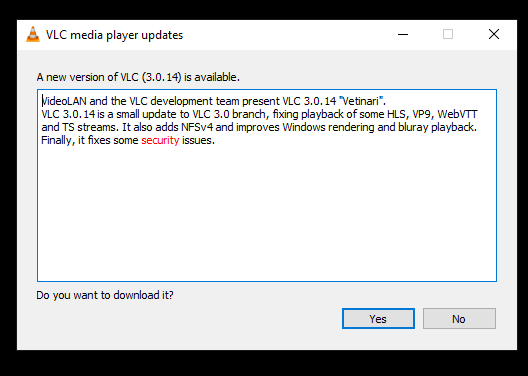 VLC media player updates
A new version of VLC (3.0.14) is available.
VideoLAN and the VLC development team present VLC 3.0.14 "Vetinari".
VLC 3.0.14 is a small update to VLC 3.0 branch, fixing playback of some HLS, VP9, WebVTT
and TS streams. It also adds NFSv4 and improves Windows rendering and bluray playback.
Finally, it fixes some security issues.
Do you want to download it?
Yes No